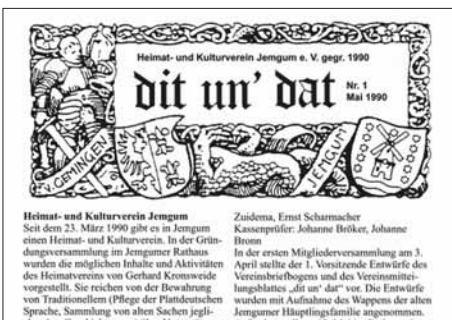 Heimat- und Kulturverein Jemgum e. V. gegr. 1990
dit un' dat
Nr. 1
Mai 1990
V. GEMINGEN
JEMGUM
Heimat- und Kulturverein Jemgum
Seit dem 23. März 1990 gibt es in Jemgum
einen Heimat- und Kulturverein. In der Grün-
dungsversammlung im Jemgumer Rathaus
wurden die möglichen Inhalte und Aktivitäten
des Heimatvereins von Gerhard Kromsweide
vorgestellt. Sie reichen von der Bewahrung
von Traditionellem (Pflege der Plattdeutschen
Sprache, Sammlung von alten Sachen jegli-
Zuidema, Ernst Scharmacher
Kassenprüfer: Johanne Bröker, Johanne
Bronn
In der ersten Mitgliederversammlung am 3.
April stellte der 1. Vorsitzende Entwürfe des
Vereinsbriefbogens und des Vereinsmittei-
lungsblattes „dit un' dat" vor. Die Entwürfe
wurden mit Aufnahme des Wappens der alten
Jemgumer Häuptlingsfamilie angenommen.